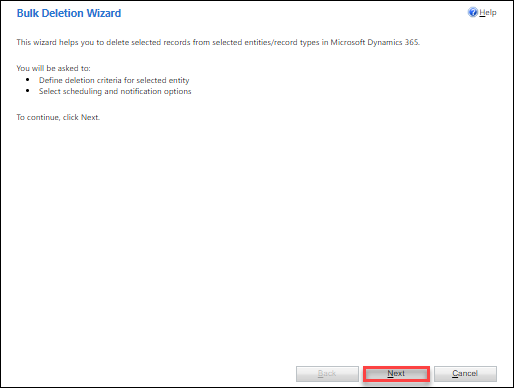 Bulk Deletion Wizard
Help
This wizard helps you to delete selected records from selected entities/record types in Microsoft Dynamics 365.
You will be asked to:
• Define deletion criteria for selected entity
• Select scheduling and notification options
To continue, click Next.
Back Next Cancel